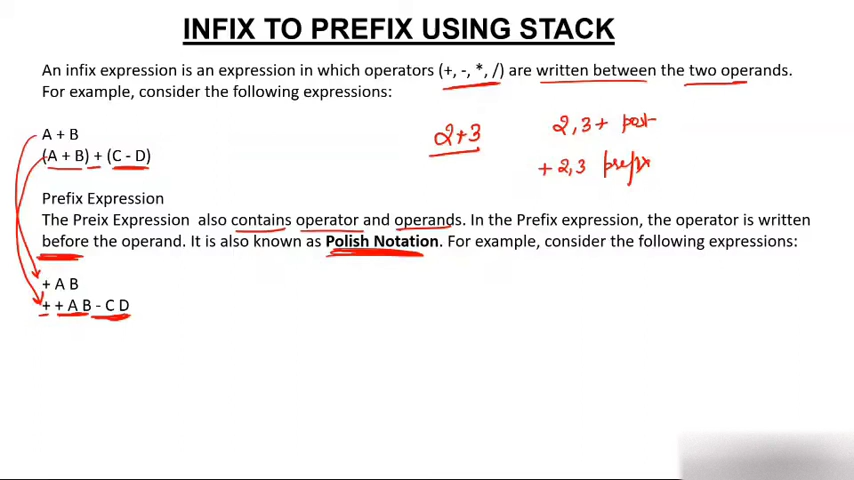 INFIX TO PREFIX USING STACK
An infix expression is an expression in which operators (+, -, *, /) are written between the two operands.
For example, consider the following expressions:
A + B
(A + B) + (C - D)
2+3
2,3+ post
+2,3 prefix
Prefix Expression
The Preix Expression also contains operator and operands. In the Prefix expression, the operator is written
before the operand. It is also known as Polish Notation. For example, consider the following expressions:
+ A B
+ + A B - C D